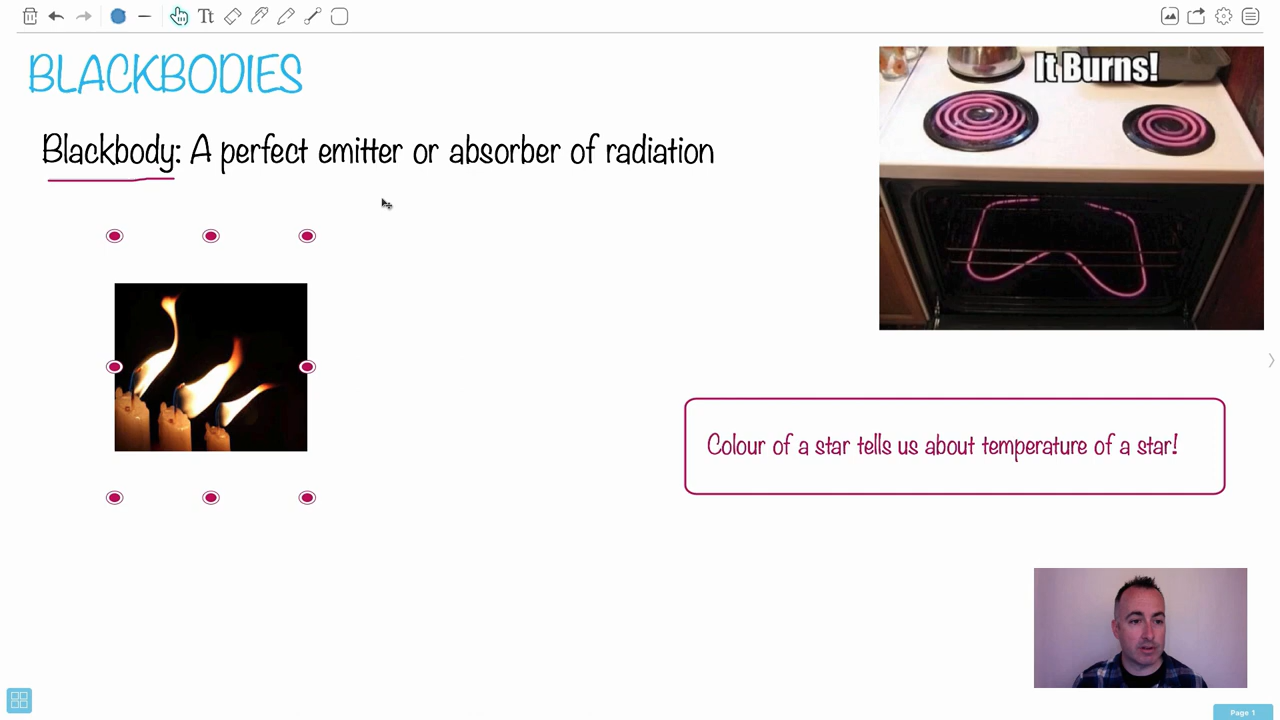 Tt
BLACKBODIES
It Burns!
Blackbody: A perfect emitter or absorber of radiation
Colour of a star tells us about temperature of a star!
Page 1